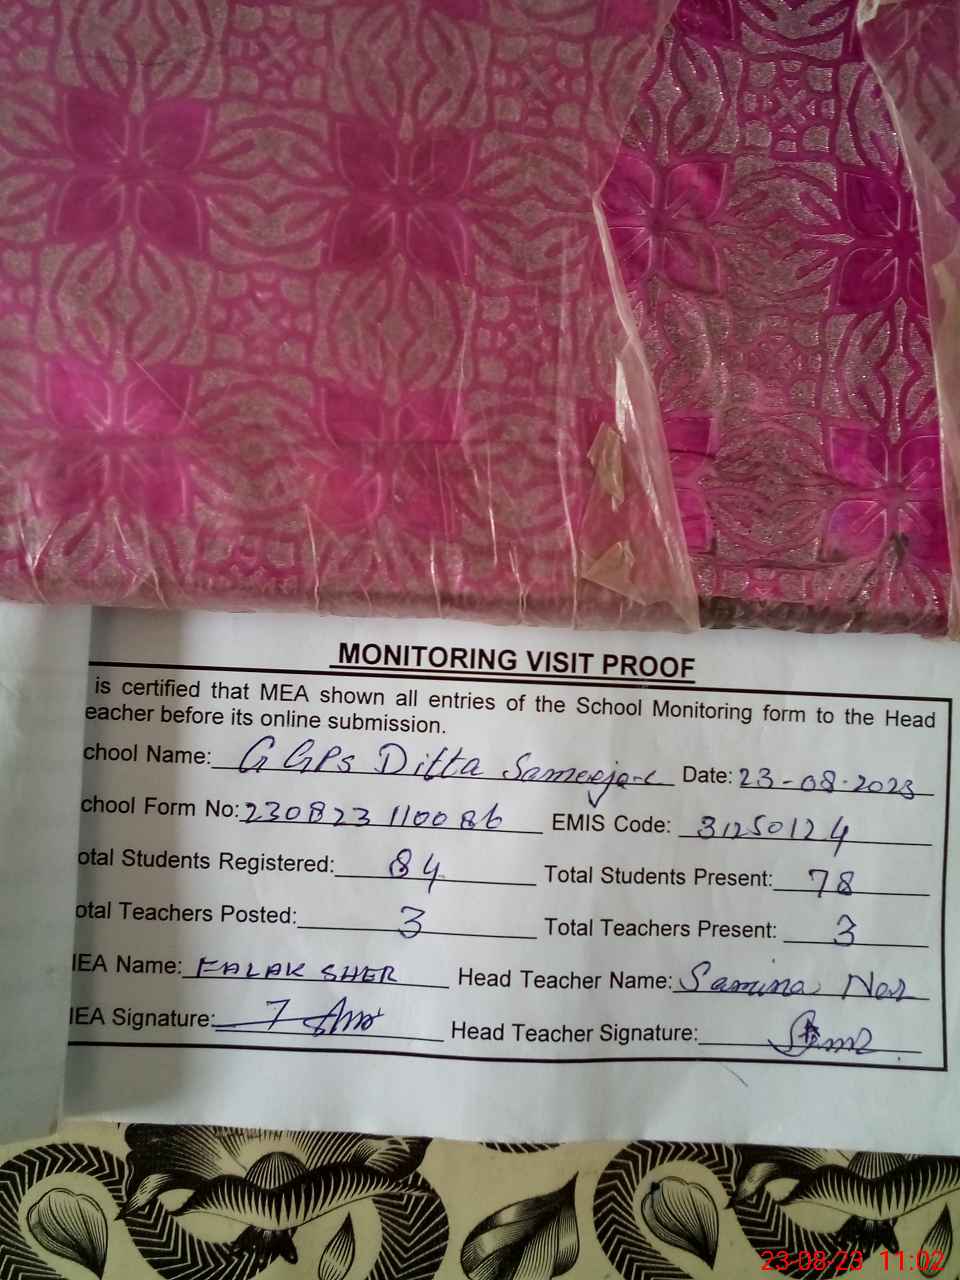 MONITORING VISIT PROOF
is certified that MEA shown all entries of the School Monitoring form to the Head
eacher before its online submission.
chool Name: G GPS Ditta Date: 23-08-2023
chool Form No: 230823110086 EMIS Code: 31250124
otal Students Registered: 84 Total Students Present: 78
otal Teachers Posted: 3 Total Teachers Present: 3
IEA Name: FALAK SHER Head Teacher Name: Samina
IEA Signature: Head Teacher Signature:
23-08-23 11:02